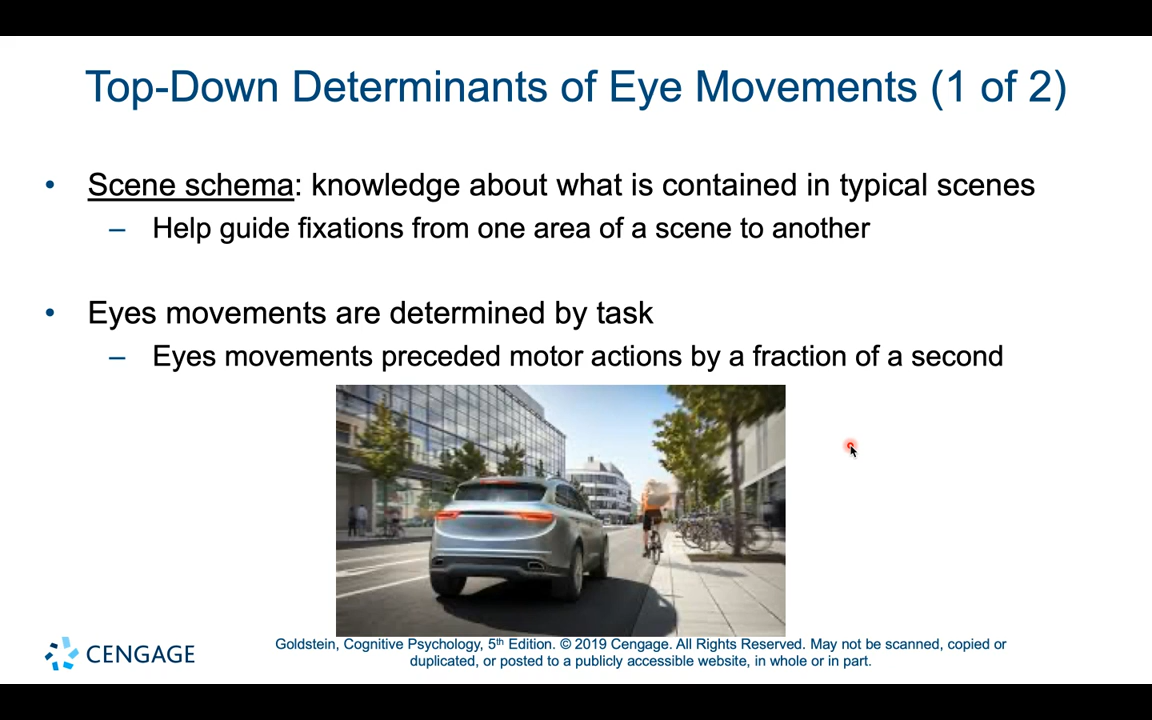 Top-Down Determinants of Eye Movements (1 of 2)
• Scene schema: knowledge about what is contained in typical scenes
– Help guide fixations from one area of a scene to another
• Eyes movements are determined by task
– Eyes movements preceded motor actions by a fraction of a second
CENGAGE
Goldstein, Cognitive Psychology, 5th Edition. © 2019 Cengage. All Rights Reserved. May not be scanned, copied or
duplicated, or posted to a publicly accessible website, in whole or in part.